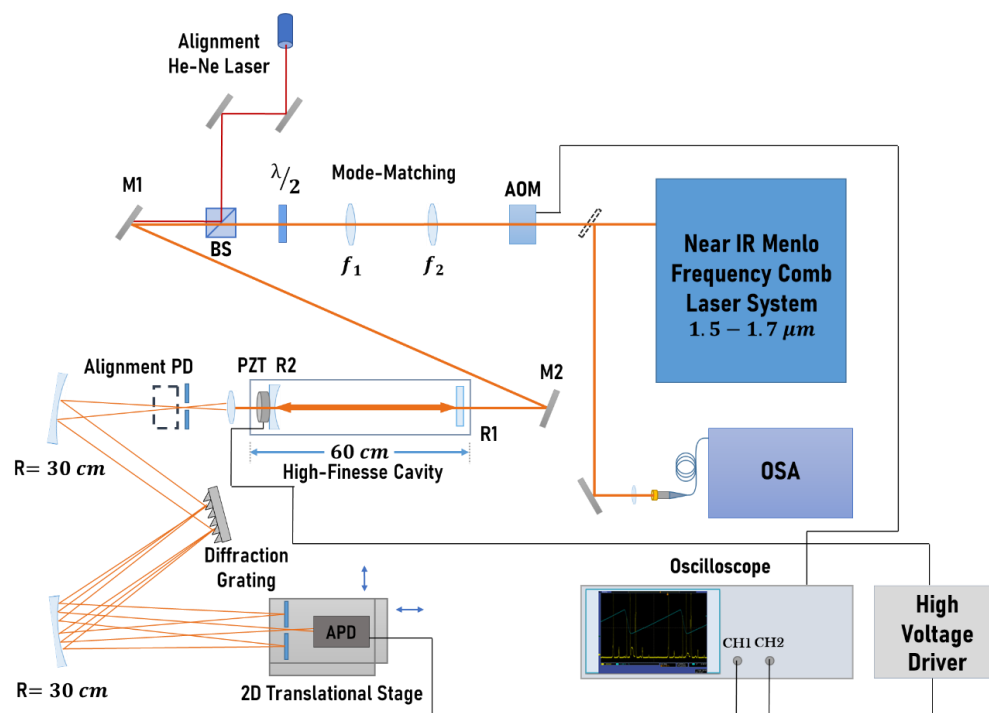 Alignment
He-Ne Laser
M1
λ/2
Mode-Matching
AOM
BS
f₁
f₂
Near IR Menlo
Frequency Comb
Laser System
1.5 − 1.7 μm
Alignment PD
PZT R2
M2
R1
60 cm
High-Finesse Cavity
R= 30 cm
OSA
Diffraction
Grating
Oscilloscope
CH1 CH2
High
Voltage
Driver
APD
2D Translational Stage
R= 30 cm